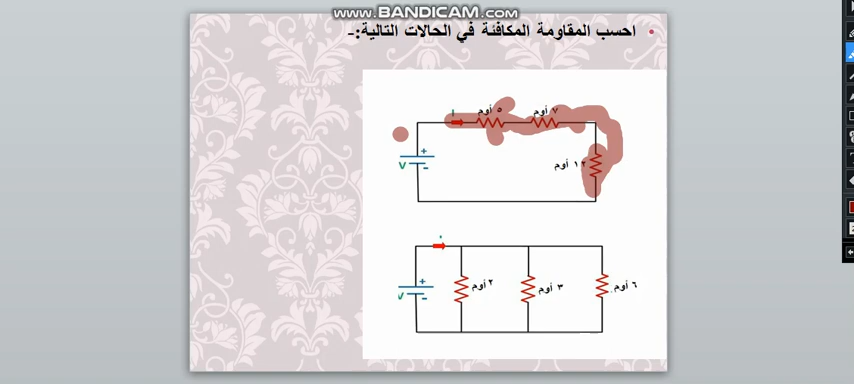 www.BANDICAM.com
• احسب المقاومة المكافئة في الحالات التالية:-
٥ أوم
٧ أوم
+
V
-
١٢ أوم
+
V
-
٢ أوم
٣ أوم
٦ أوم